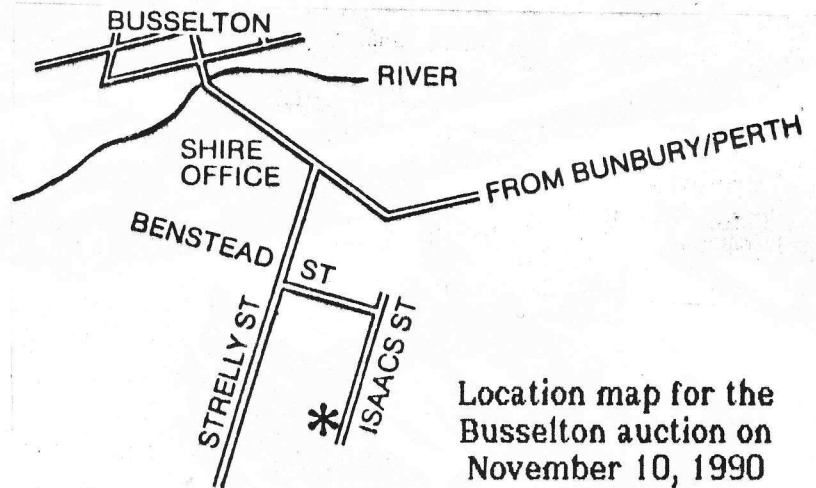 BUSSELTON
RIVER
SHIRE
OFFICE
FROM BUNBURY/PERTH
BENSTEAD ST
STRELLY ST
ISAACS ST
Location map for the
Busselton auction on
November 10, 1990